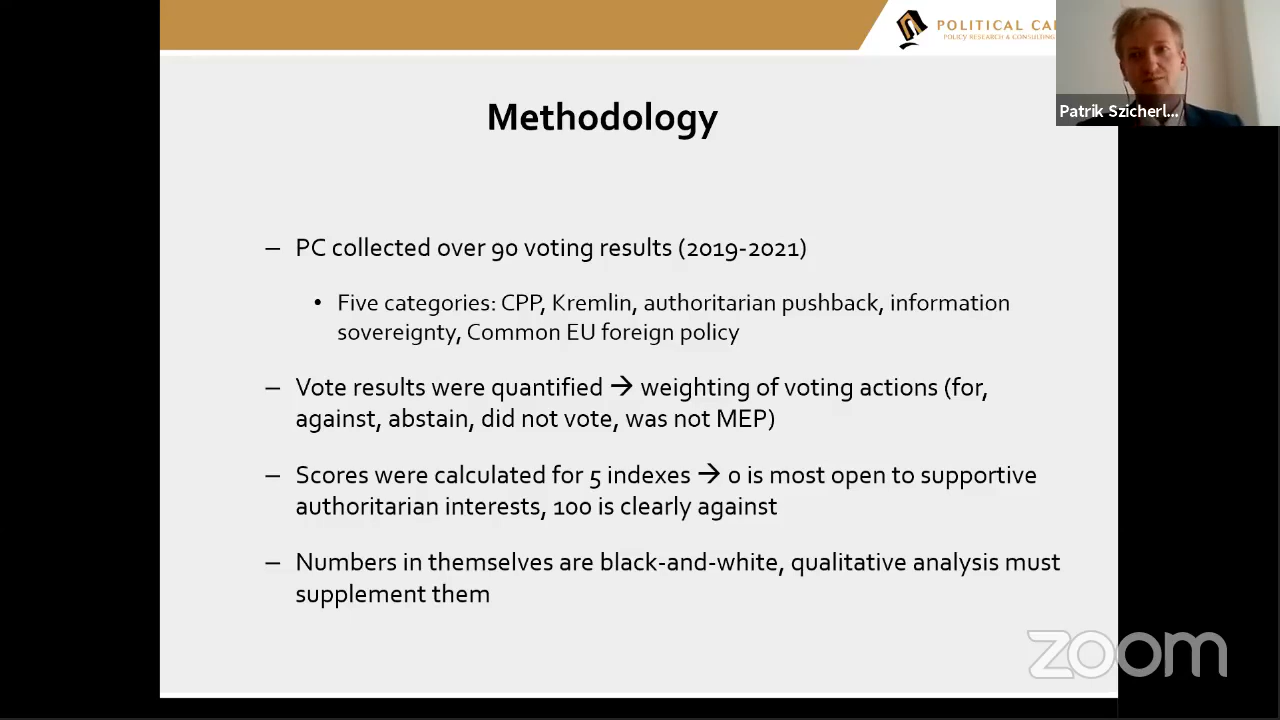 POLITICAL CA
POLICY RESEARCH & CONSULTING
Patrik Szicherl...
Methodology
– PC collected over 90 voting results (2019-2021)
• Five categories: CPP, Kremlin, authoritarian pushback, information
sovereignty, Common EU foreign policy
– Vote results were quantified → weighting of voting actions (for,
against, abstain, did not vote, was not MEP)
– Scores were calculated for 5 indexes → 0 is most open to supportive
authoritarian interests, 100 is clearly against
– Numbers in themselves are black-and-white, qualitative analysis must
supplement them
zoom